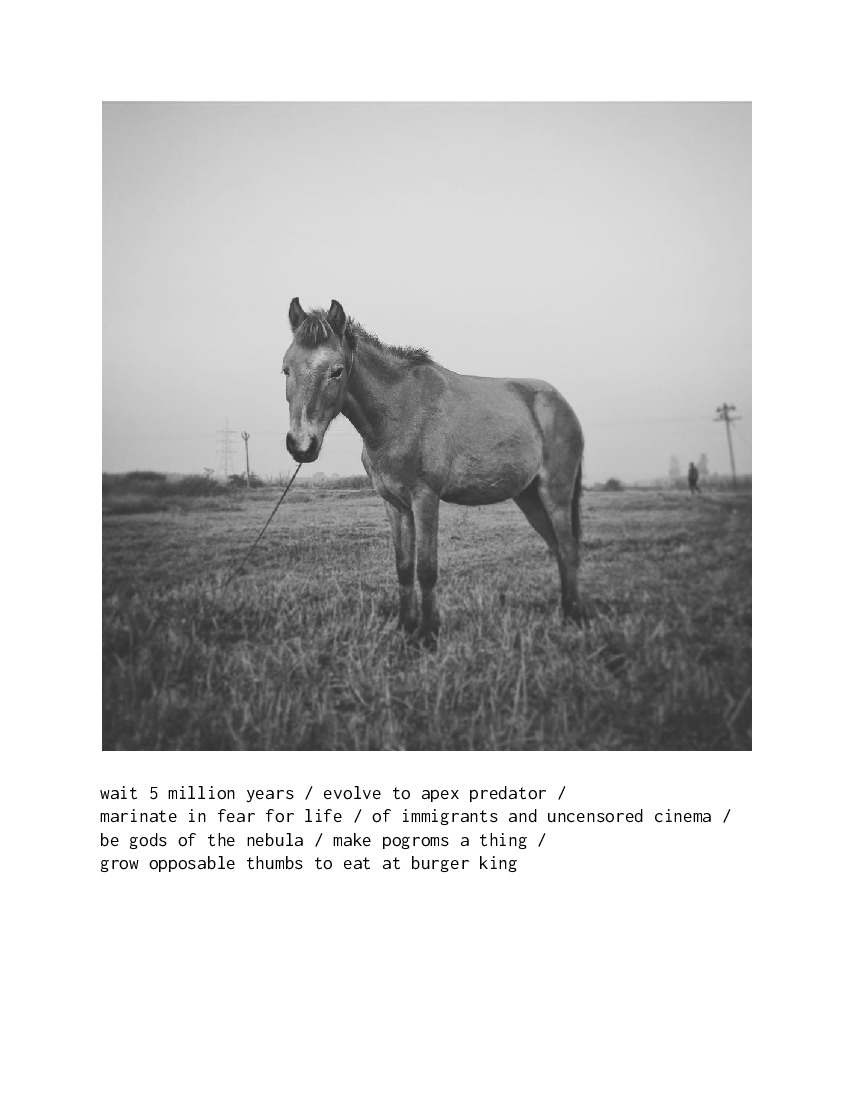 wait 5 million years / evolve to apex predator /
marinate in fear for life / of immigrants and uncensored cinema /
be gods of the nebula / make pogroms a thing /
grow opposable thumbs to eat at burger king